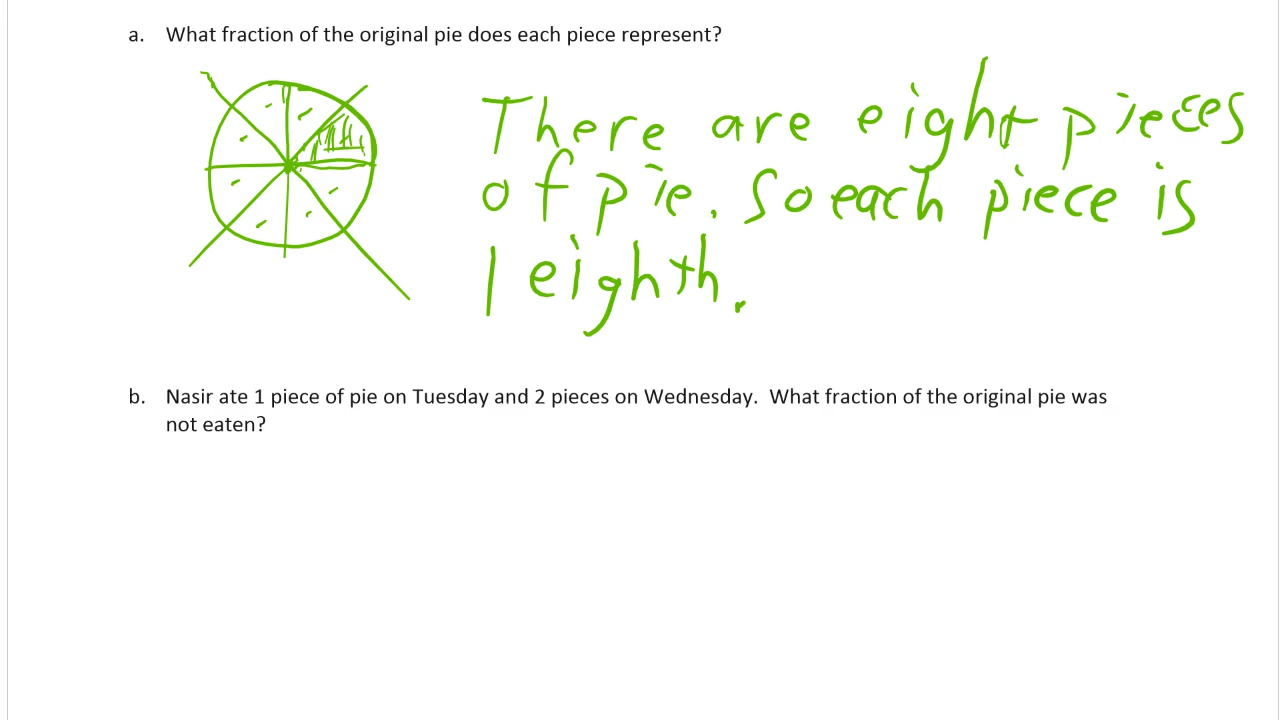 a. What fraction of the original pie does each piece represent?
There are eight pieces
of pie. So each piece is
1 eighth.
b. Nasir ate 1 piece of pie on Tuesday and 2 pieces on Wednesday. What fraction of the original pie was
not eaten?